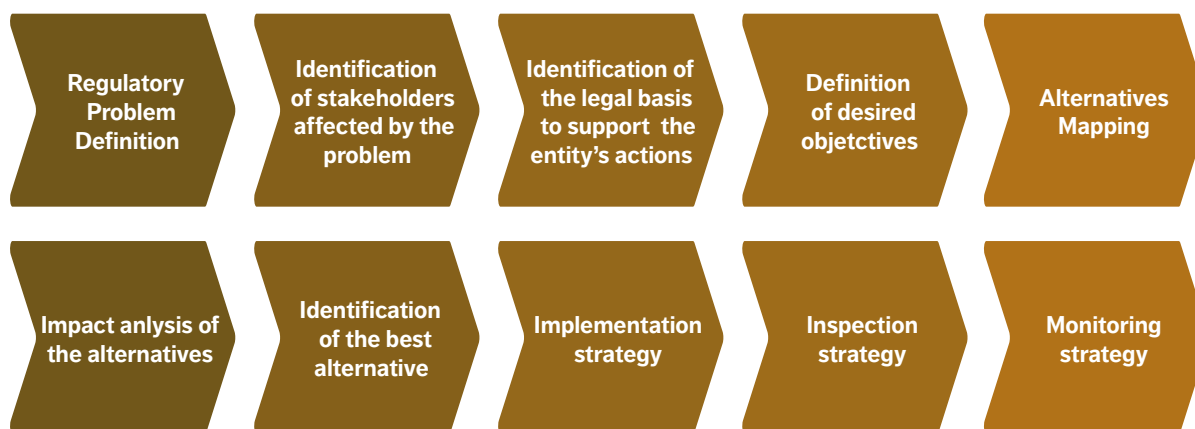 Regulatory
Problem
Definition
Identification
of stakeholders
affected by the
problem
Identification of
the legal basis
to support the
entity's actions
Definition
of desired
objetctives
Alternatives
Mapping
Impact anlysis of
the alternatives
Identification
of the best
alternative
Implementation
strategy
Inspection
strategy
Monitoring
strategy